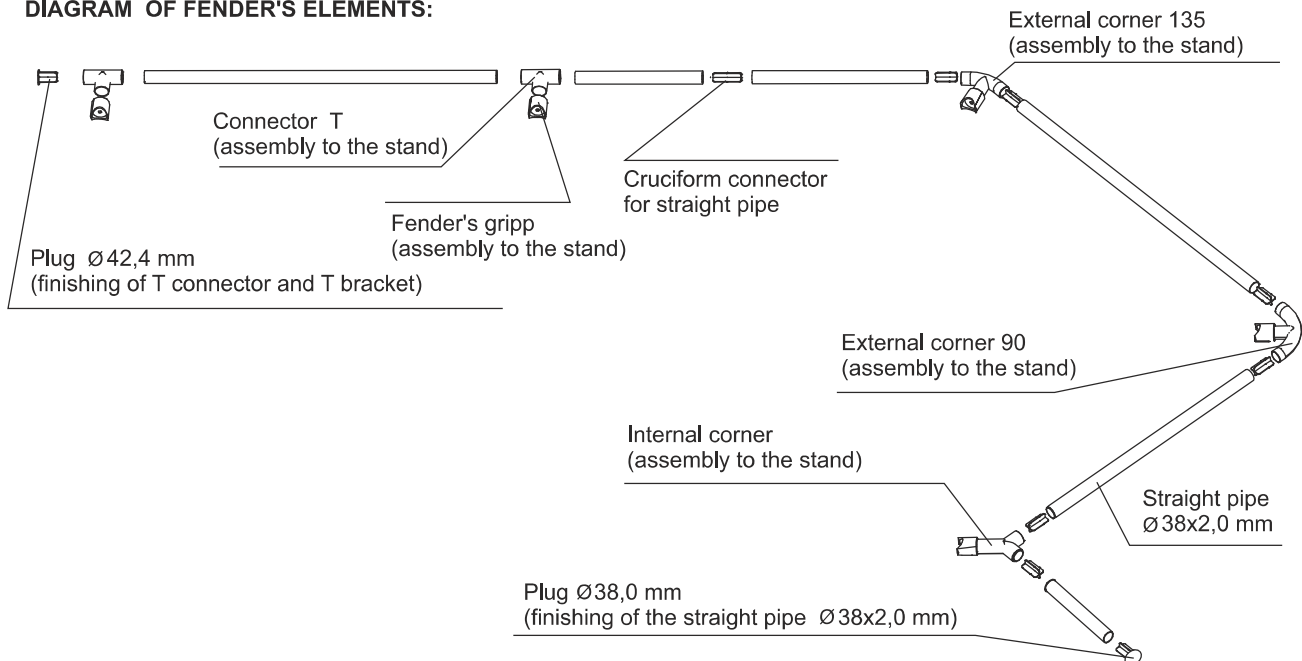 DIAGRAM OF FENDER'S ELEMENTS:
External corner 135
(assembly to the stand)
Connector T
(assembly to the stand)
Cruciform connector
for straight pipe
Fender's gripp
(assembly to the stand)
Plug Ø42,4 mm
(finishing of T connector and T bracket)
External corner 90
(assembly to the stand)
Internal corner
(assembly to the stand)
Straight pipe
Ø38x2,0 mm
Plug Ø38,0 mm
(finishing of the straight pipe Ø38x2,0 mm)